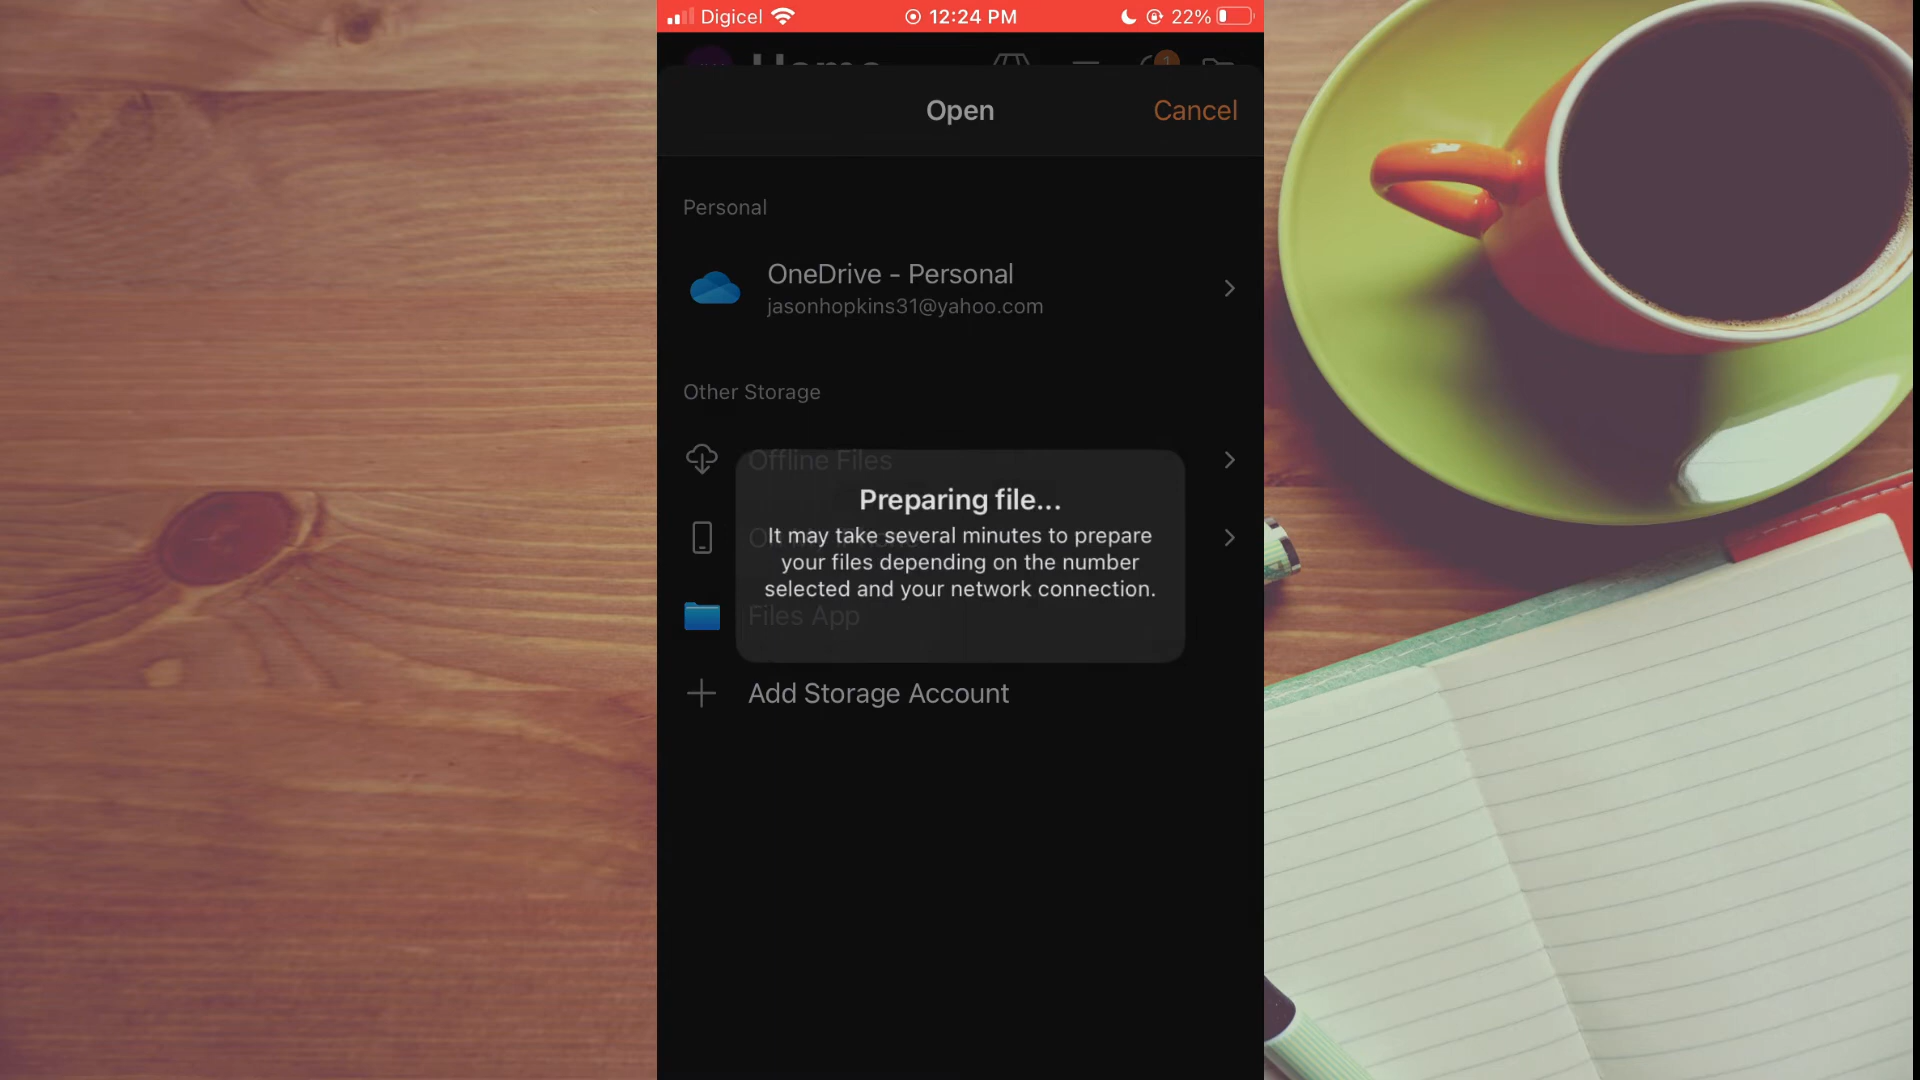 Digicel 12:24 PM 22%
Home 1
Open Cancel
Personal
OneDrive - Personal
jasonhopkins31@yahoo.com
Other Storage
Offline Files
Preparing file...
It may take several minutes to prepare
your files depending on the number
selected and your network connection.
Files App
Add Storage Account